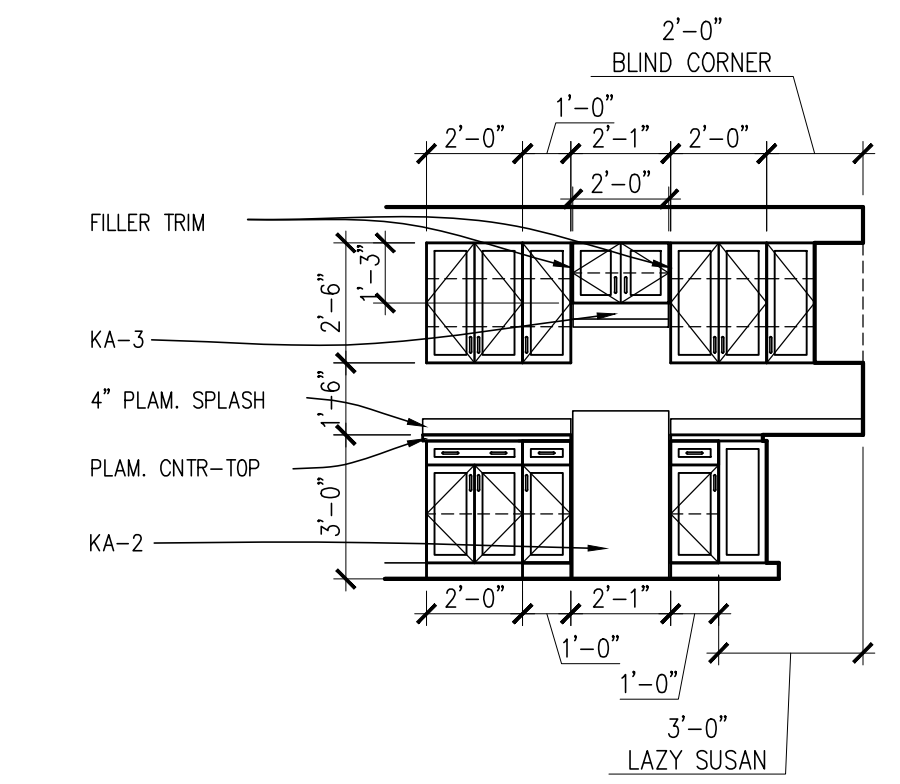 2'-0"
BLIND CORNER
1'-0"
2'-0" 2'-1" 2'-0"
2'-0"
FILLER TRIM
1'-3"
2'-6"
KA-3
1'-6"
4" PLAM. SPLASH
PLAM. CNTR-TOP
3'-0"
KA-2
2'-0" 2'-1"
1'-0"
1'-0"
3'-0"
LAZY SUSAN